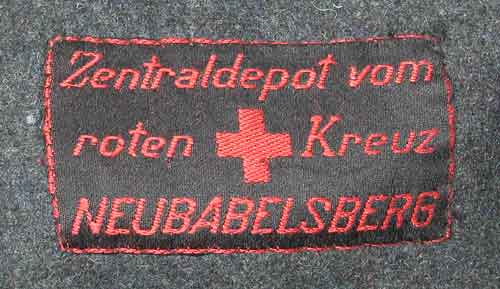 Zentraldepot vom
roten Kreuz
NEUBABELSBERG